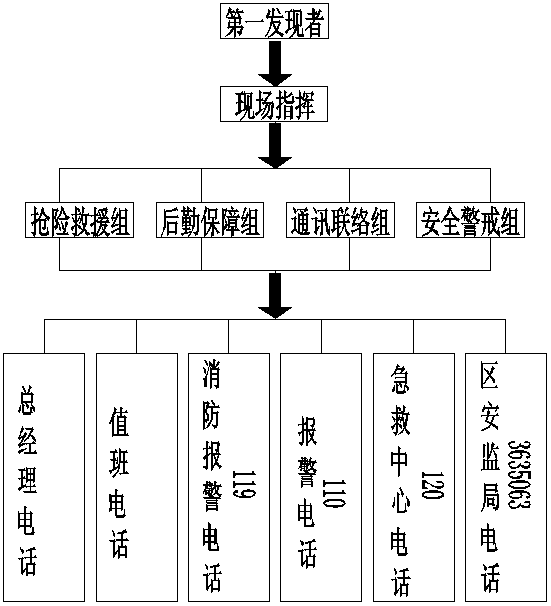 第一发现者
现场指挥
抢险救援组
后勤保障组
通讯联络组
安全警戒组
总经理电话
值班电话
消防报警电话
119
报警电话
110
急救中心电话
120
区安监局电话
3635063